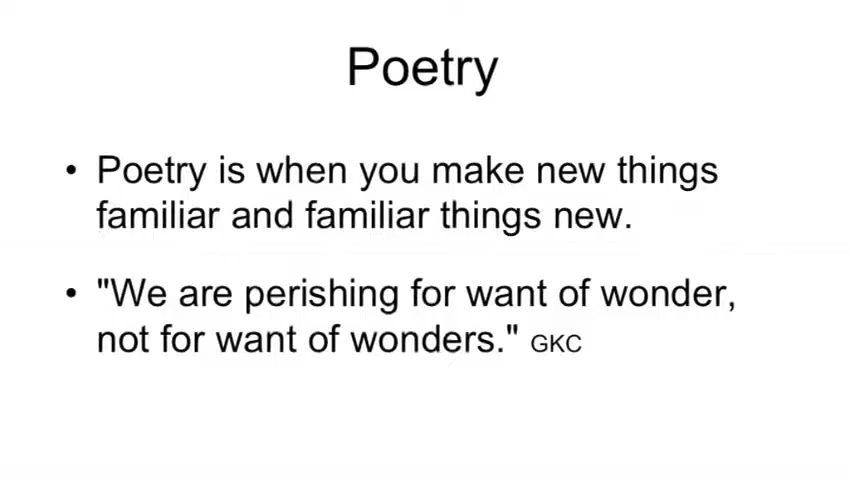 Poetry
• Poetry is when you make new things
familiar and familiar things new.
• "We are perishing for want of wonder,
not for want of wonders." GKC